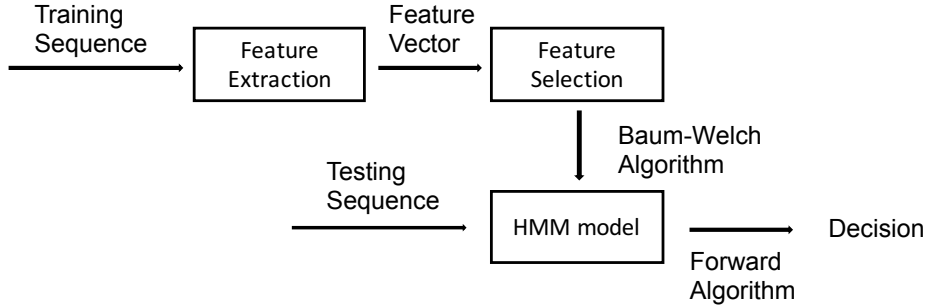 Training
Sequence
Feature
Extraction
Feature
Vector
Feature
Selection
Baum-Welch
Algorithm
Testing
Sequence
HMM model
Forward
Algorithm
Decision